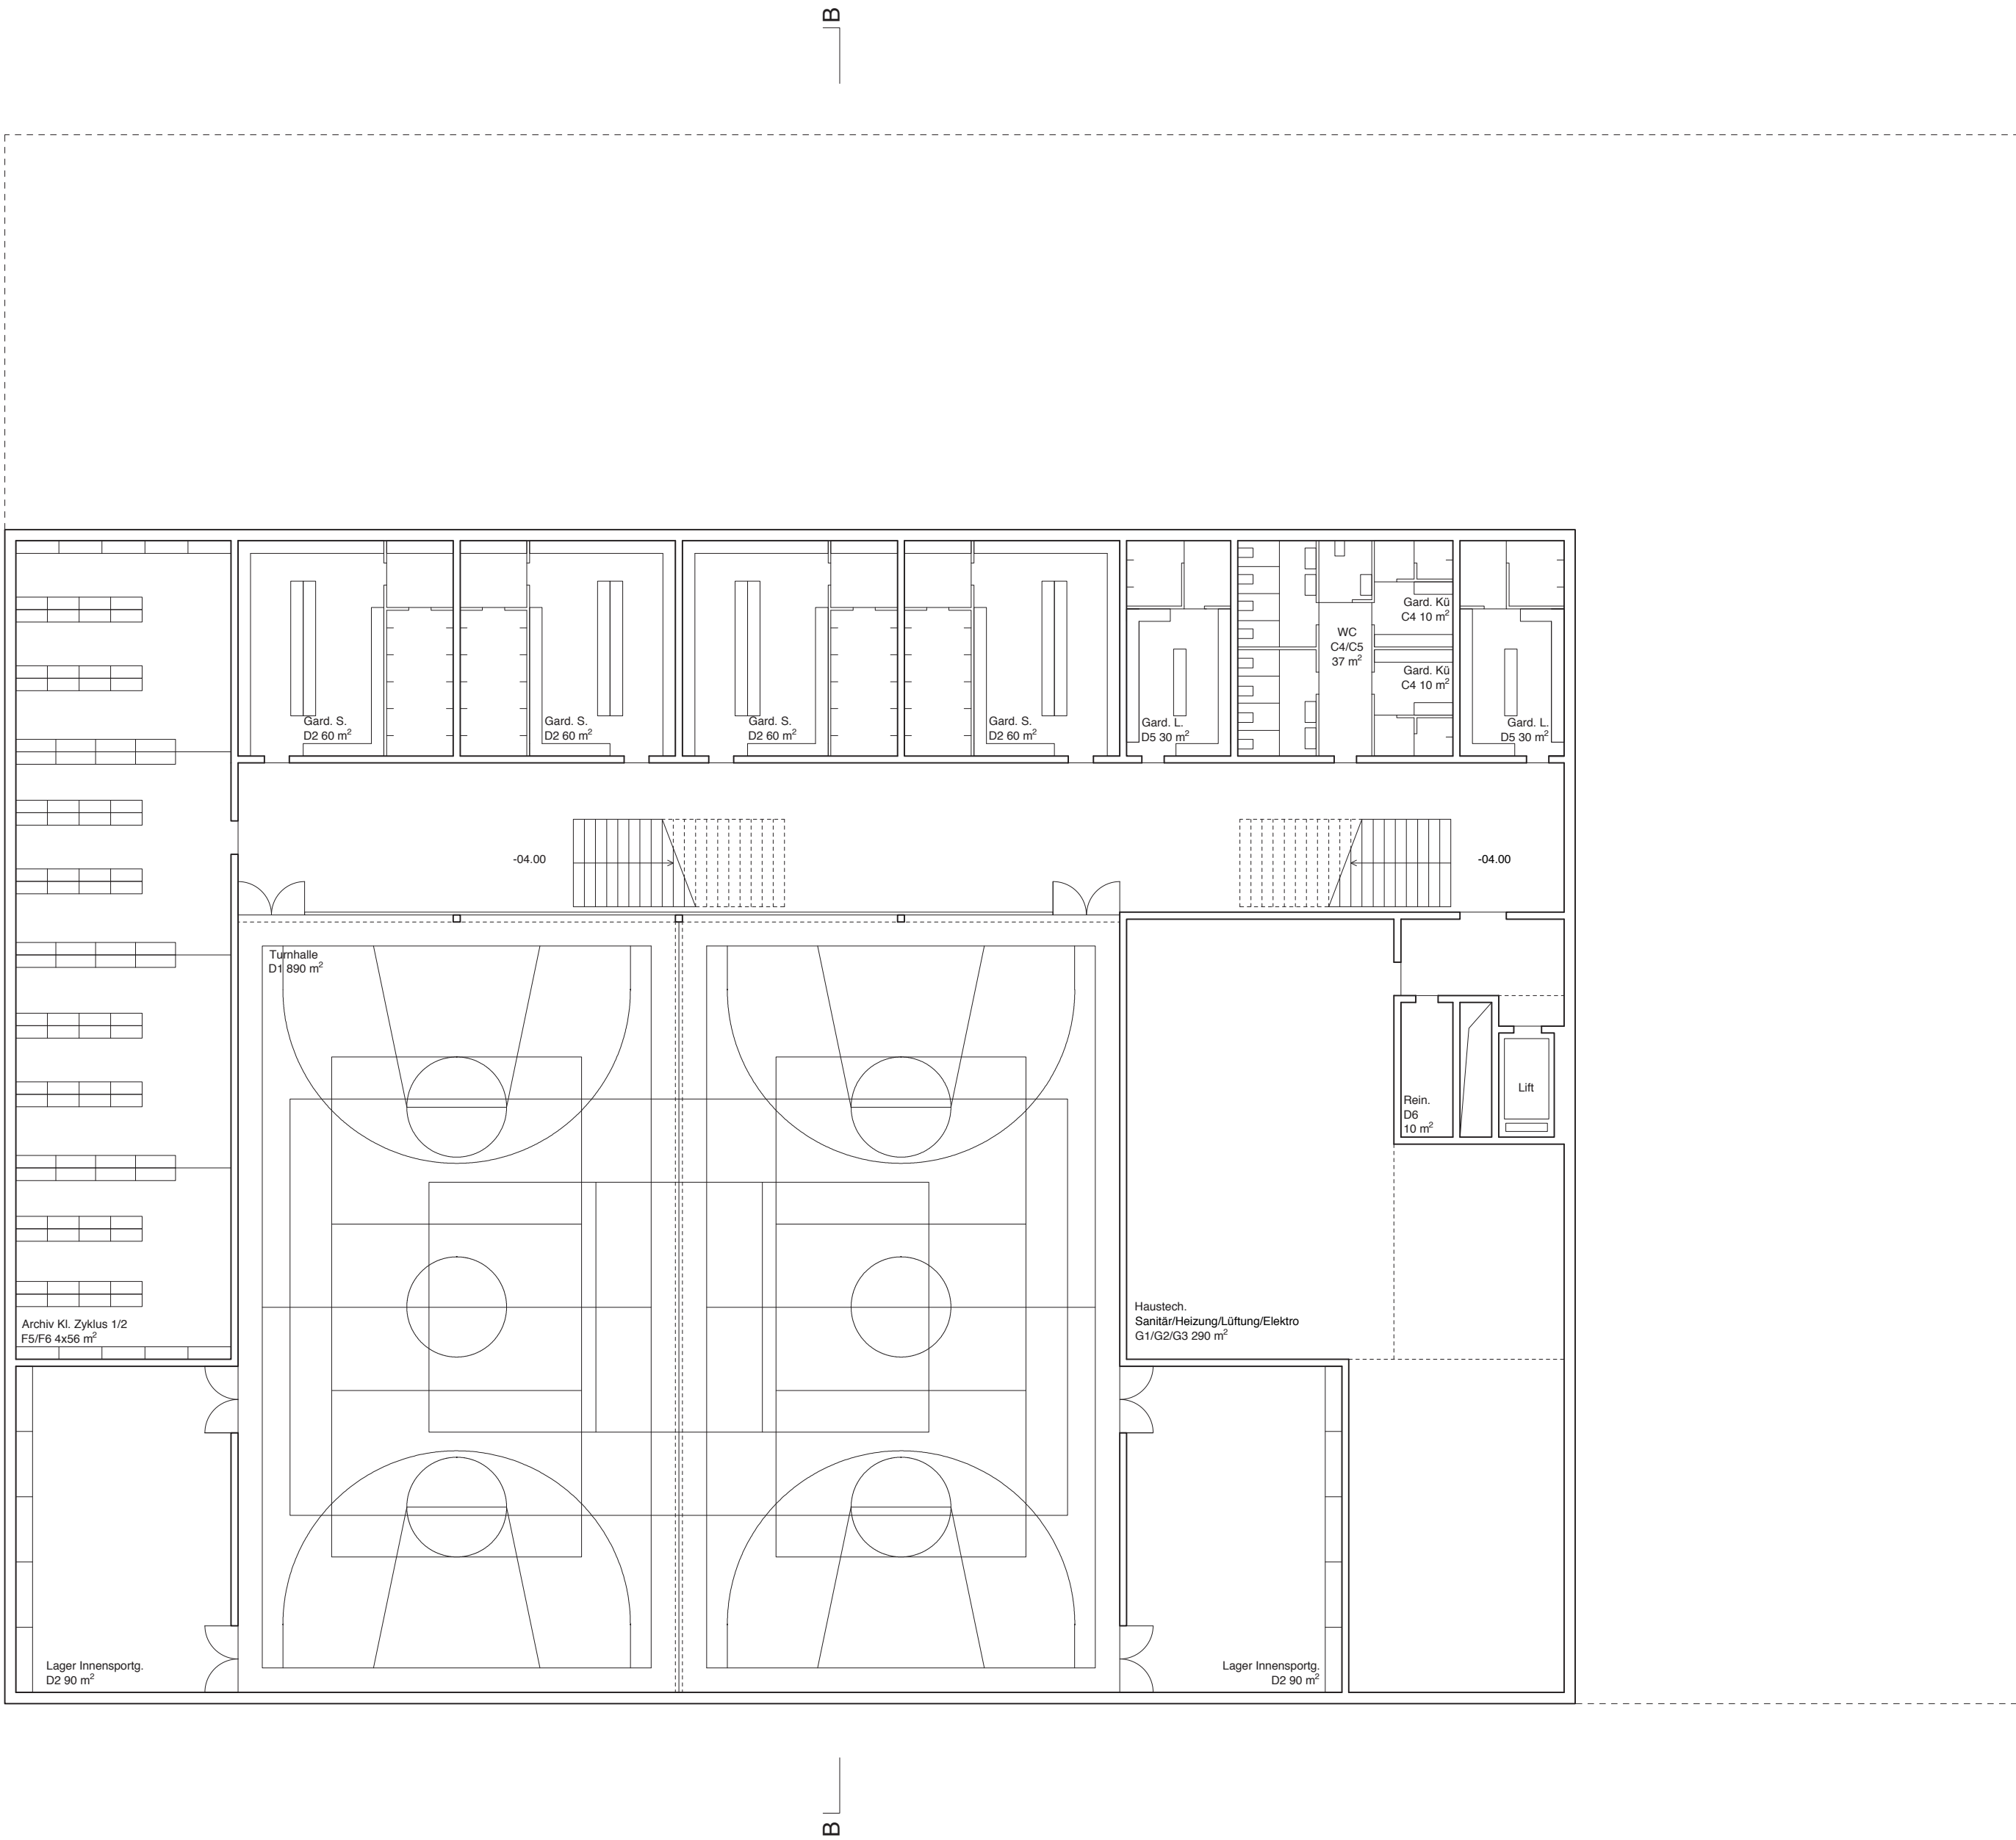 B
Gard. S.
D2 60 m²
Gard. S.
D2 60 m²
Gard. S.
D2 60 m²
Gard. S.
D2 60 m²
Gard. L.
D5 30 m²
WC
C4/C5
37 m²
Gard. Kü
C4 10 m²
Gard. Kü
C4 10 m²
Gard. L.
D5 30 m²
-04.00
-04.00
Turnhalle
D1 890 m²
Rein.
D6
10 m²
Lift
Archiv Kl. Zyklus 1/2
F5/F6 4x56 m²
Haustech.
Sanitär/Heizung/Lüftung/Elektro
G1/G2/G3 290 m²
Lager Innensportg.
D2 90 m²
Lager Innensportg.
D2 90 m²
B